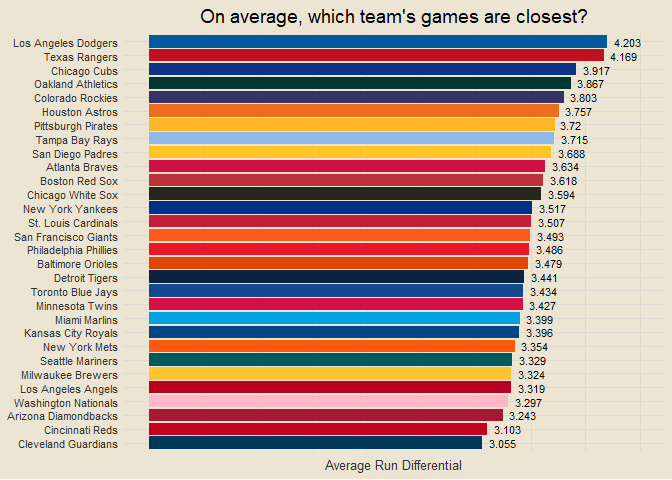 On average, which team's games are closest?
Los Angeles Dodgers 4.203
Texas Rangers 4.169
Chicago Cubs 3.917
Oakland Athletics 3.867
Colorado Rockies 3.803
Houston Astros 3.757
Pittsburgh Pirates 3.72
Tampa Bay Rays 3.715
San Diego Padres 3.688
Atlanta Braves 3.634
Boston Red Sox 3.618
Chicago White Sox 3.594
New York Yankees 3.517
St. Louis Cardinals 3.507
San Francisco Giants 3.493
Philadelphia Phillies 3.486
Baltimore Orioles 3.479
Detroit Tigers 3.441
Toronto Blue Jays 3.434
Minnesota Twins 3.427
Miami Marlins 3.399
Kansas City Royals 3.396
New York Mets 3.354
Seattle Mariners 3.329
Milwaukee Brewers 3.324
Los Angeles Angels 3.319
Washington Nationals 3.297
Arizona Diamondbacks 3.243
Cincinnati Reds 3.103
Cleveland Guardians 3.055
Average Run Differential